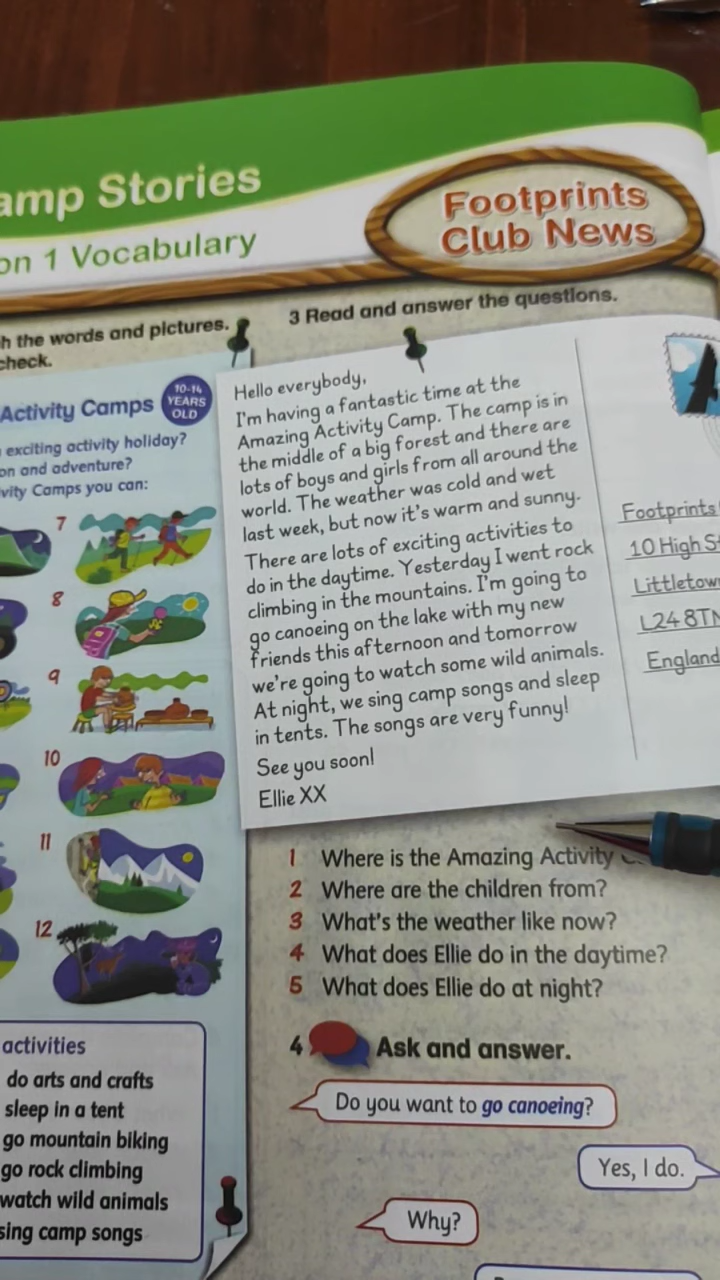 amp Stories
on 1 Vocabulary
Footprints
Club News
h the words and pictures.
check.
Activity Camps
10-14
YEARS
OLD
exciting activity holiday?
on and adventure?
vity Camps you can:
7
8
9
10
11
12
activities
do arts and crafts
sleep in a tent
go mountain biking
go rock climbing
watch wild animals
sing camp songs
3 Read and answer the questions.
Hello everybody,
I'm having a fantastic time at the
Amazing Activity Camp. The camp is in
the middle of a big forest and there are
lots of boys and girls from all around the
world. The weather was cold and wet
last week, but now it's warm and sunny.
There are lots of exciting activities to
do in the daytime. Yesterday I went rock
climbing in the mountains. I'm going to
go canoeing on the lake with my new
friends this afternoon and tomorrow
we're going to watch some wild animals.
At night, we sing camp songs and sleep
in tents. The songs are very funny!
See you soon!
Ellie XX
Footprints
10 High St
Littletow
L24 8TN
England
1 Where is the Amazing Activity
2 Where are the children from?
3 What's the weather like now?
4 What does Ellie do in the daytime?
5 What does Ellie do at night?
4 Ask and answer.
Do you want to go canoeing?
Yes, I do.
Why?